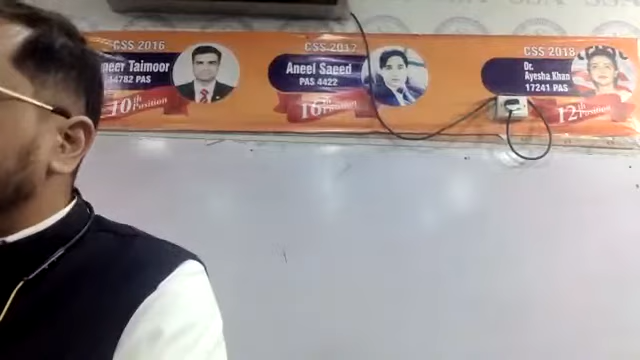 CSS 2016
Taimoor
14782 PAS
10th Position
CSS 2017
Aneel Saeed
PAS 4422
16th Position
CSS 2018
Dr.
Ayesha Khan
17241 PAS
12th Position